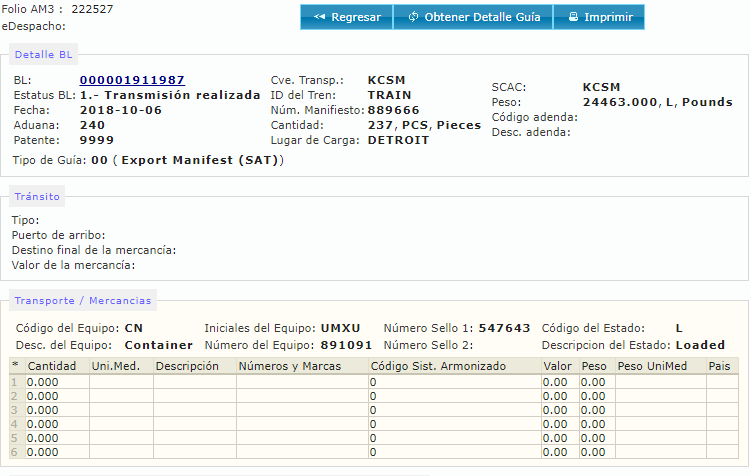 Folio AM3 : 222527
eDespacho:
Regresar Obtener Detalle Guía Imprimir
Detalle BL
BL: 000001911987 Cve. Transp.: KCSM SCAC: KCSM
Estatus BL: 1.- Transmisión realizada ID del Tren: TRAIN Peso: 24463.000, L, Pounds
Fecha: 2018-10-06 Núm. Manifiesto: 889666 Código adenda:
Aduana: 240 Cantidad: 237, PCS, Pieces Desc. adenda:
Patente: 9999 Lugar de Carga: DETROIT
Tipo de Guía: 00 ( Export Manifest (SAT))
Tránsito
Tipo:
Puerto de arribo:
Destino final de la mercancía:
Valor de la mercancía:
Transporte / Mercancias
Código del Equipo: CN Iniciales del Equipo: UMXU Número Sello 1: 547643 Código del Estado: L
Desc. del Equipo: Container Número del Equipo: 891091 Número Sello 2: Descripcion del Estado: Loaded
* Cantidad Uni.Med. Descripción Números y Marcas Código Sist. Armonizado Valor Peso Peso UniMed Pais
1 0.000 0 0.00 0.00
2 0.000 0 0.00 0.00
3 0.000 0 0.00 0.00
4 0.000 0 0.00 0.00
5 0.000 0 0.00 0.00
6 0.000 0 0.00 0.00